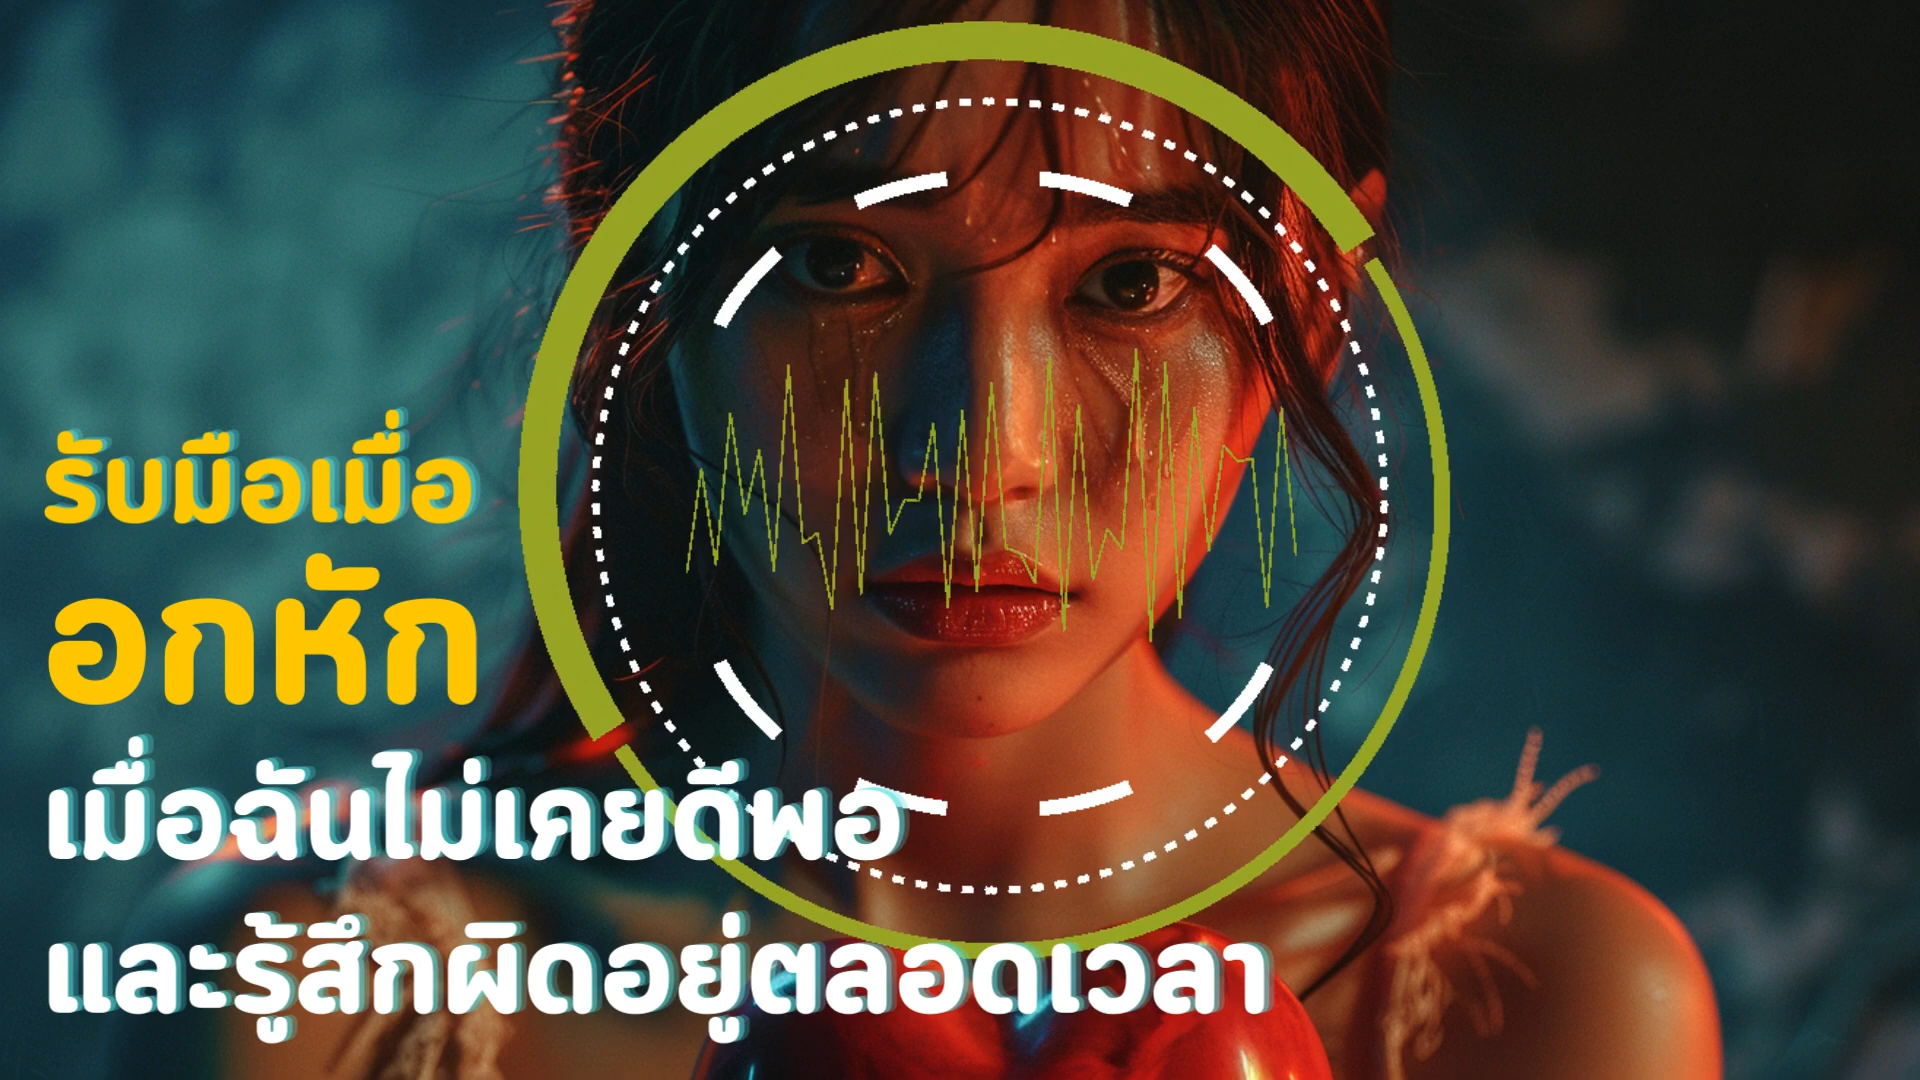 รับมือเมื่อ
อกหัก
เมื่อฉันไม่เคยดีพอ
และรู้สึกผิดอยู่ตลอดเวลา